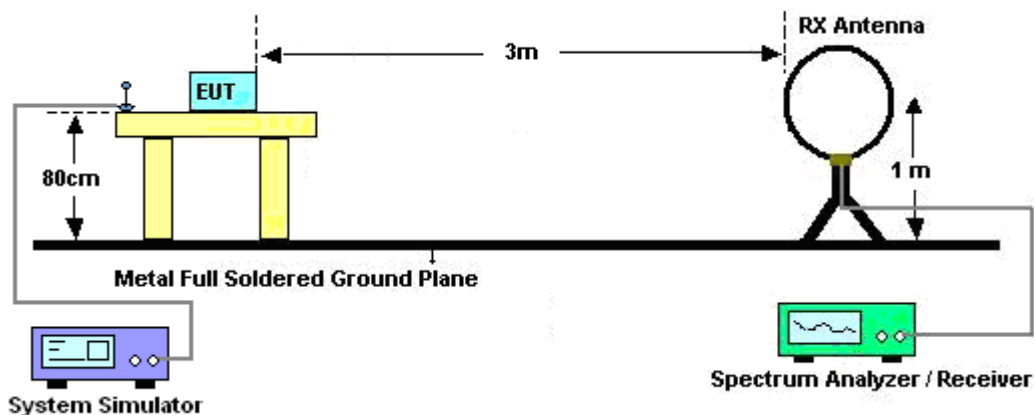 RX Antenna
3m
EUT
80cm
1 m
Metal Full Soldered Ground Plane
System Simulator
Spectrum Analyzer / Receiver